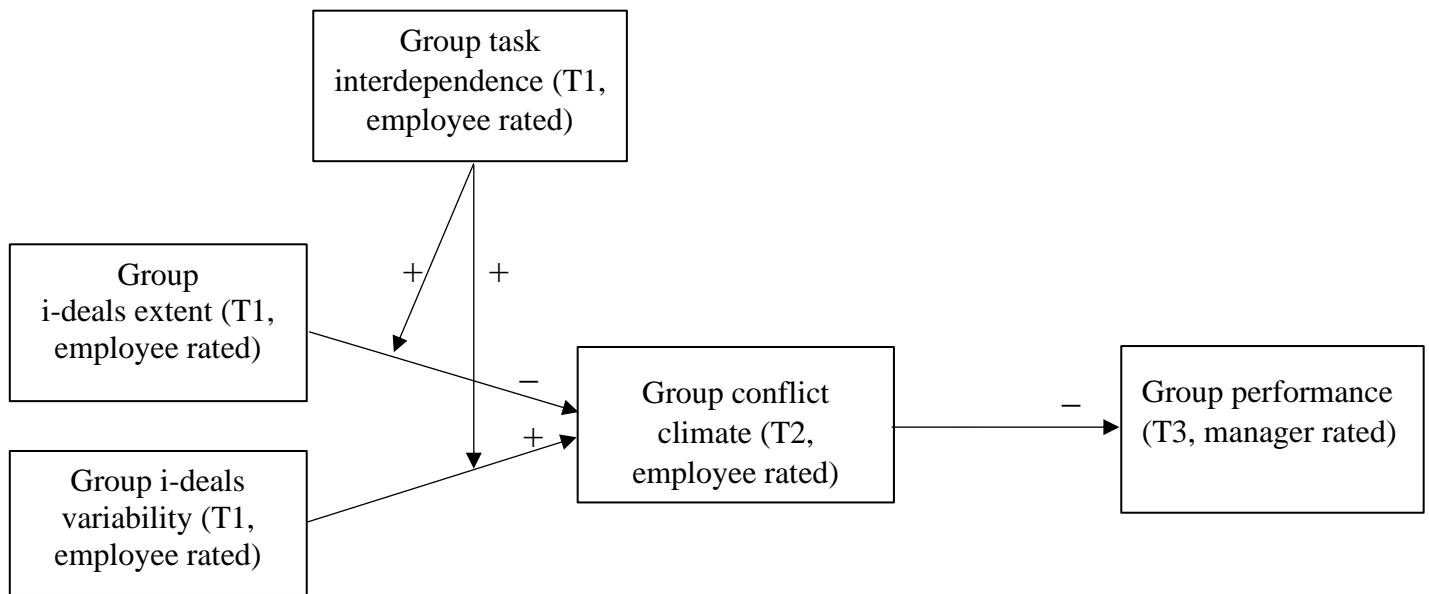 Group task
interdependence (T1,
employee rated)
+
+
Group
i-deals extent (T1,
employee rated)
−
Group conflict
climate (T2,
employee rated)
−
Group performance
(T3, manager rated)
+
Group i-deals
variability (T1,
employee rated)